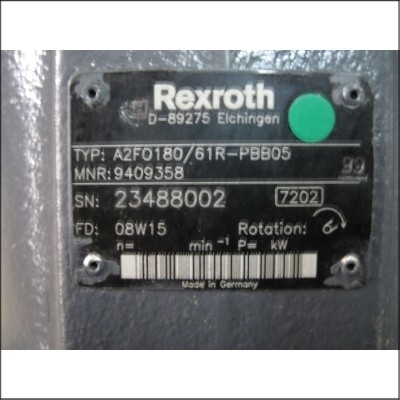 Rexroth
D-89275 Elchingen
TYP: A2FO180/61R-PBB05
MNR: 9409358
99
SN: 23488002 7202
FD: 08W15 Rotation:
n= min-1 P= kW
Made in Germany